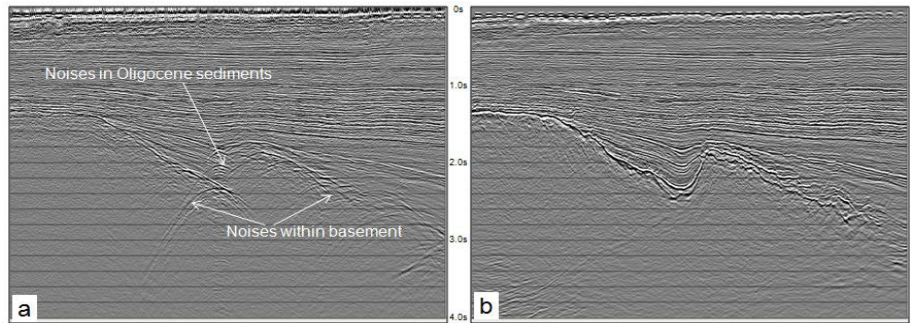 0s
Noises in Oligocene sediments
1.0s
2.0s
Noises within basement
3.0s
a
b
4.0s